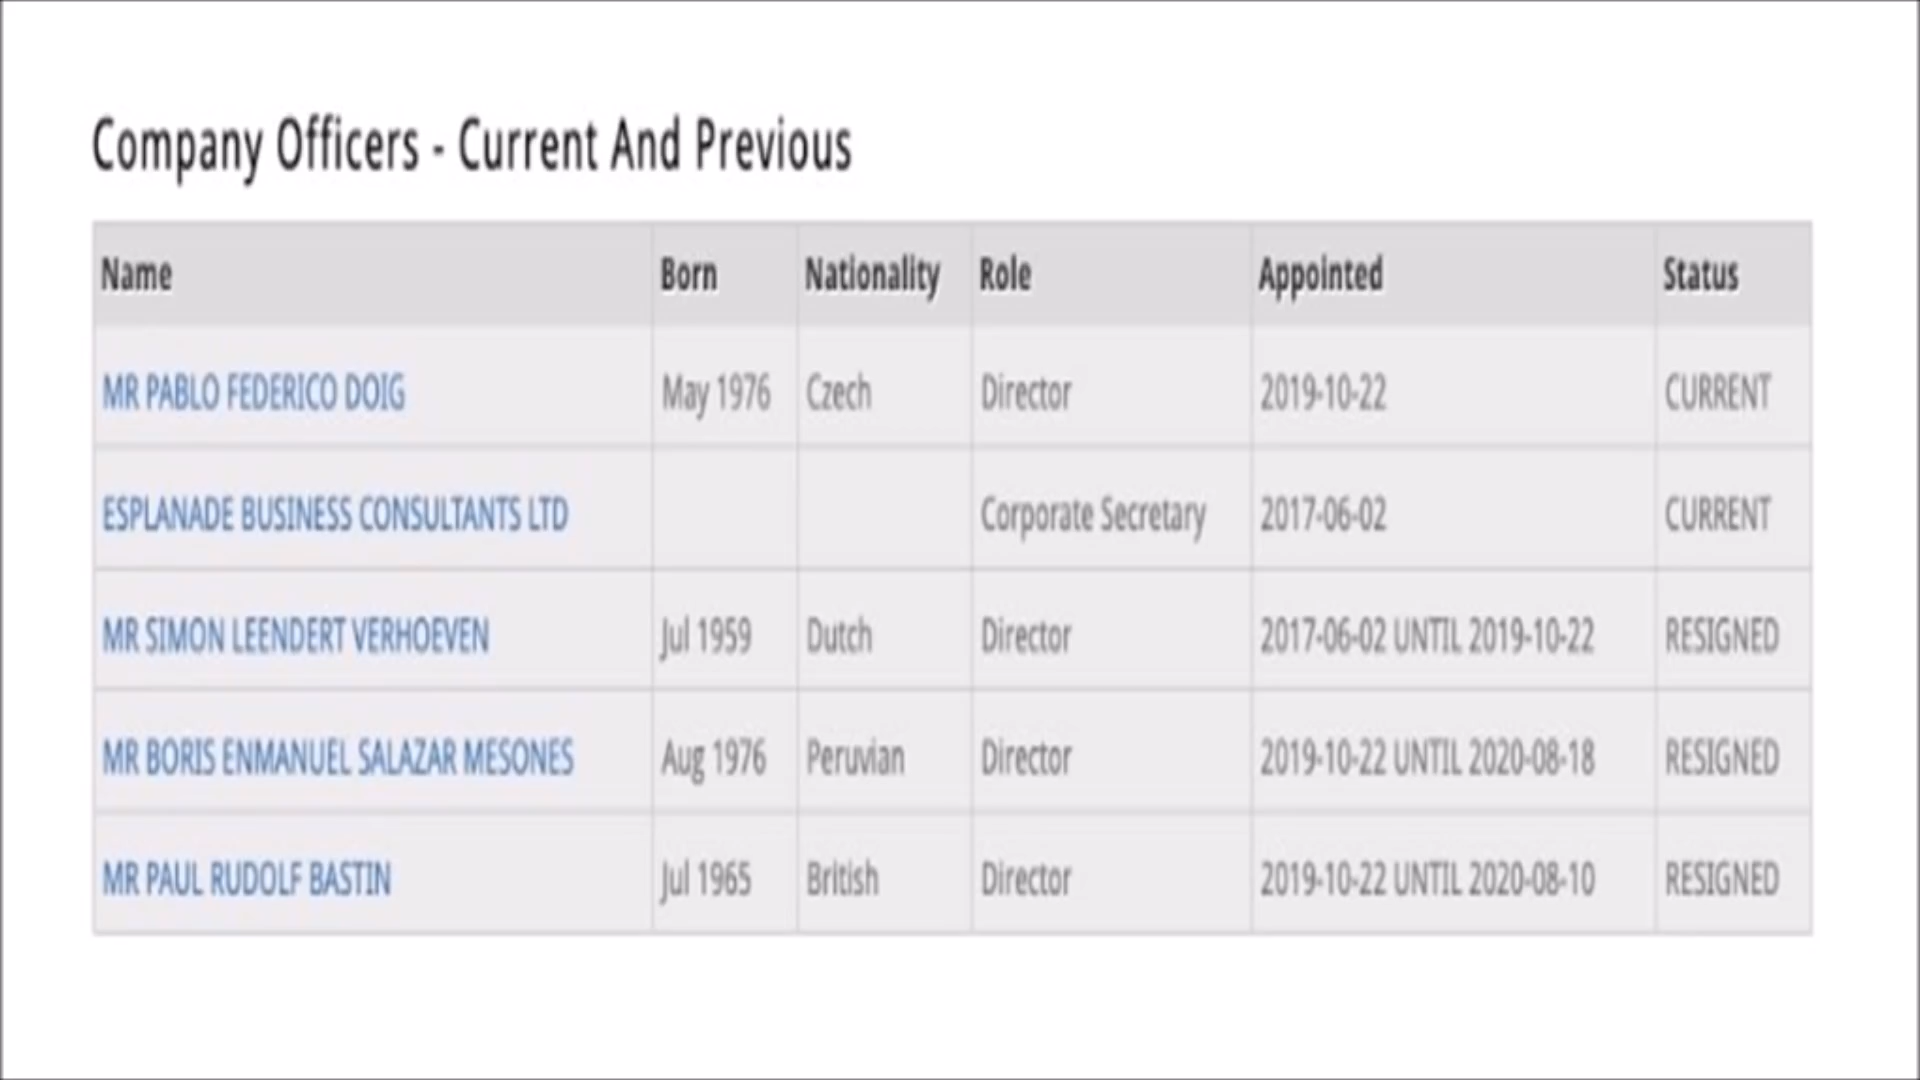 Company Officers - Current And Previous
Name Born Nationality Role Appointed Status
MR PABLO FEDERICO DOIG May 1976 Czech Director 2019-10-22 CURRENT
ESPLANADE BUSINESS CONSULTANTS LTD Corporate Secretary 2017-06-02 CURRENT
MR SIMON LEENDERT VERHOEVEN Jul 1959 Dutch Director 2017-06-02 UNTIL 2019-10-22 RESIGNED
MR BORIS ENMANUEL SALAZAR MESONES Aug 1976 Peruvian Director 2019-10-22 UNTIL 2020-08-18 RESIGNED
MR PAUL RUDOLF BASTIN Jul 1965 British Director 2019-10-22 UNTIL 2020-08-10 RESIGNED